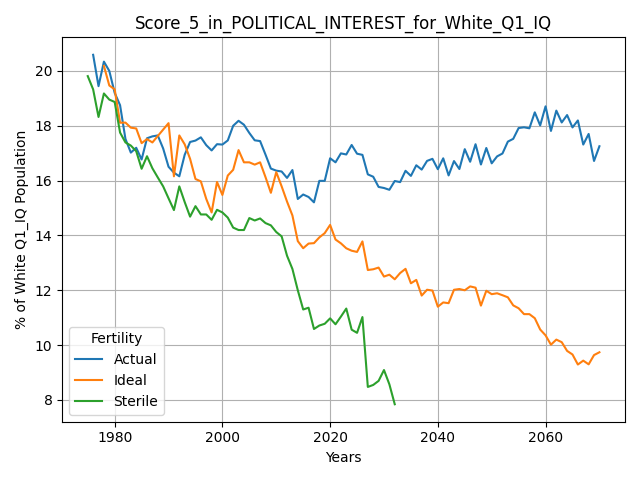 Score_5_in_POLITICAL_INTEREST_for_White_Q1_IQ
% of White Q1_IQ Population
20
18
16
14
12
10
8
Fertility
Actual
Ideal
Sterile
1980
2000
2020
2040
2060
Years